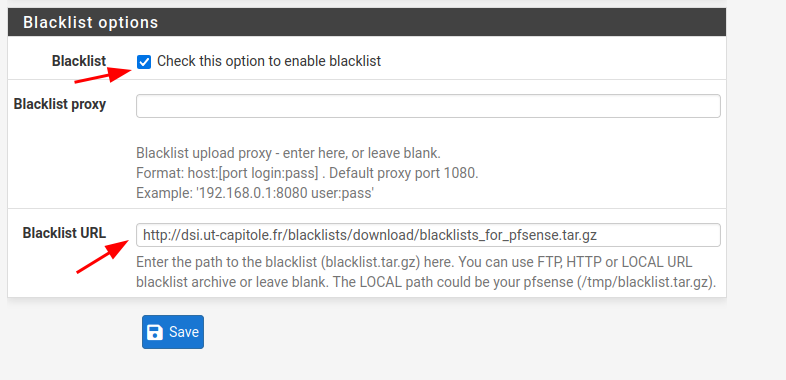 Blacklist options
Blacklist
Check this option to enable blacklist
Blacklist proxy
Blacklist upload proxy - enter here, or leave blank.
Format: host:[port login:pass] . Default proxy port 1080.
Example: '192.168.0.1:8080 user:pass'
Blacklist URL
http://dsi.ut-capitole.fr/blacklists/download/blacklists_for_pfsense.tar.gz
Enter the path to the blacklist (blacklist.tar.gz) here. You can use FTP, HTTP or LOCAL URL
blacklist archive or leave blank. The LOCAL path could be your pfsense (/tmp/blacklist.tar.gz).
Save